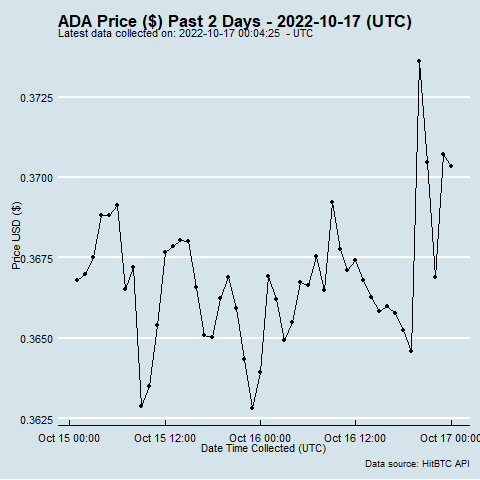 ADA Price ($) Past 2 Days - 2022-10-17 (UTC)
Latest data collected on: 2022-10-17 00:04:25 - UTC
0.3725
0.3700
0.3675
0.3650
0.3625
Price USD ($)
Oct 15 00:00 Oct 15 12:00 Oct 16 00:00 Oct 16 12:00 Oct 17 00:00
Date Time Collected (UTC)
Data source: HitBTC API